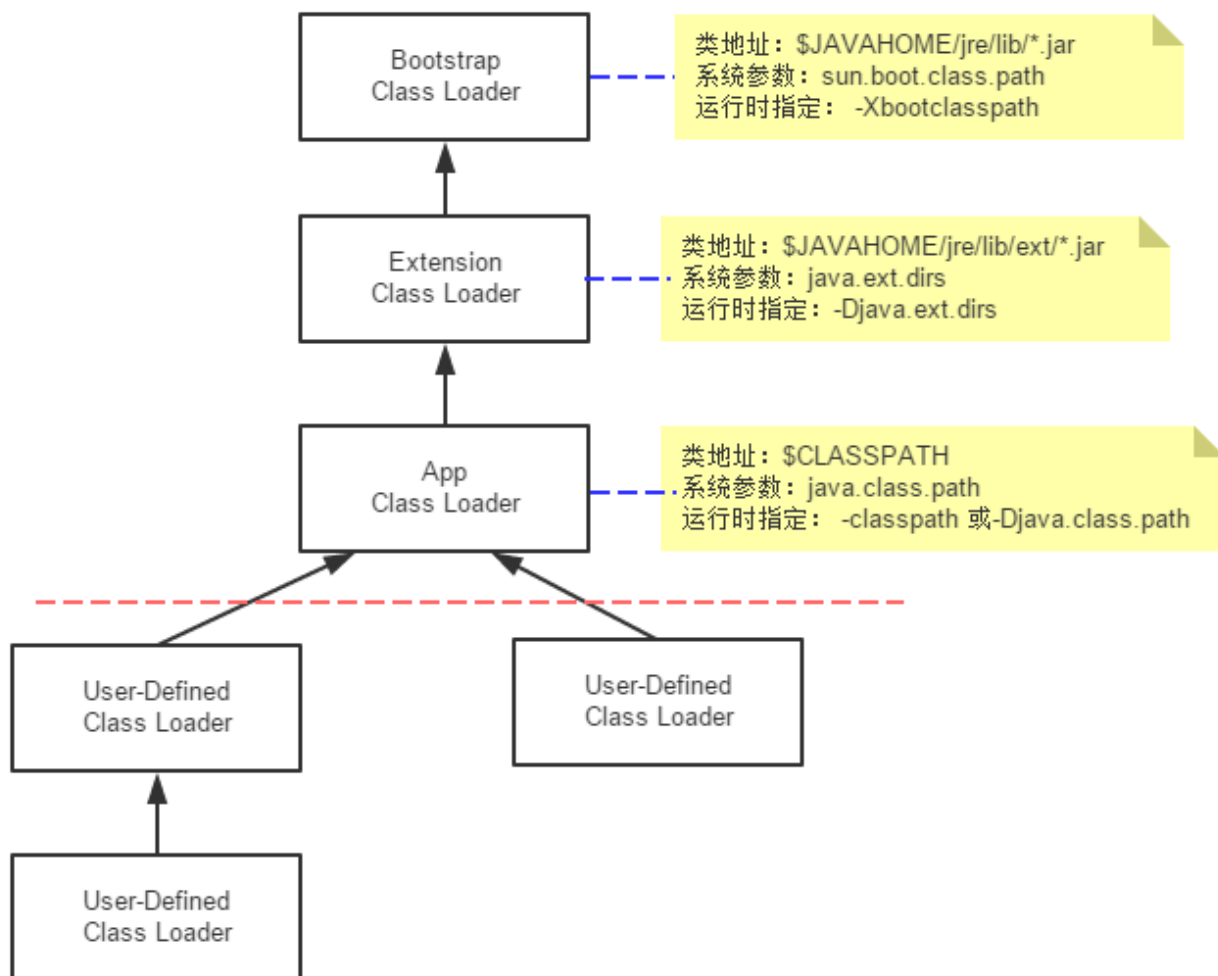 Bootstrap
Class Loader
类地址：$JAVAHOME/jre/lib/*.jar
系统参数：sun.boot.class.path
运行时指定： -Xbootclasspath
Extension
Class Loader
类地址：$JAVAHOME/jre/lib/ext/*.jar
系统参数：java.ext.dirs
运行时指定：-Djava.ext.dirs
App
Class Loader
类地址：$CLASSPATH
系统参数：java.class.path
运行时指定： -classpath 或-Djava.class.path
User-Defined
Class Loader
User-Defined
Class Loader
User-Defined
Class Loader